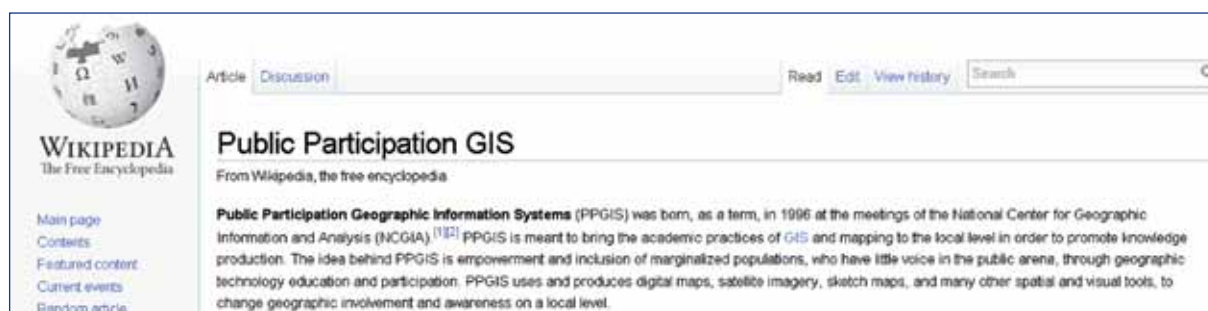 Article Discussion Read Edit View history Search
WIKIPEDIA
The Free Encyclopedia
Main page
Contents
Featured content
Current events
Random article
Public Participation GIS
From Wikipedia, the free encyclopedia
Public Participation Geographic Information Systems (PPGIS) was born, as a term, in 1996 at the meetings of the National Center for Geographic
Information and Analysis (NCGIA).[1][2] PPGIS is meant to bring the academic practices of GIS and mapping to the local level in order to promote knowledge
production. The idea behind PPGIS is empowerment and inclusion of marginalized populations, who have little voice in the public arena, through geographic
technology education and participation. PPGIS uses and produces digital maps, satellite imagery, sketch maps, and many other spatial and visual tools, to
change geographic involvement and awareness on a local level.